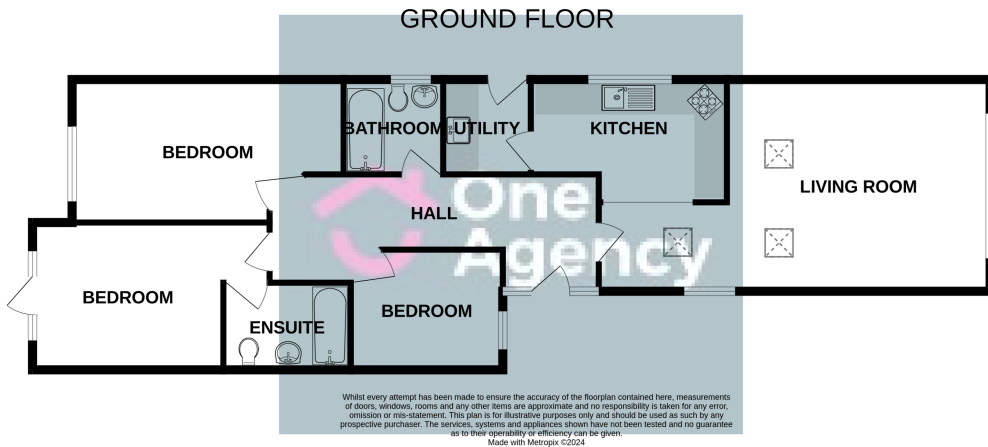 GROUND FLOOR
BATHROOM
UTILITY
KITCHEN
BEDROOM
LIVING ROOM
HALL
One
Agency
BEDROOM
BEDROOM
ENSUITE
Whilst every attempt has been made to ensure the accuracy of the floorplan contained here, measurements
of doors, windows, rooms and any other items are approximate and no responsibility is taken for any error,
omission or mis-statement. This plan is for illustrative purposes only and should be used as such by any
prospective purchaser. The services, systems and appliances shown have not been tested and no guarantee
as to their operability or efficiency can be given.
Made with Metropix ©2024